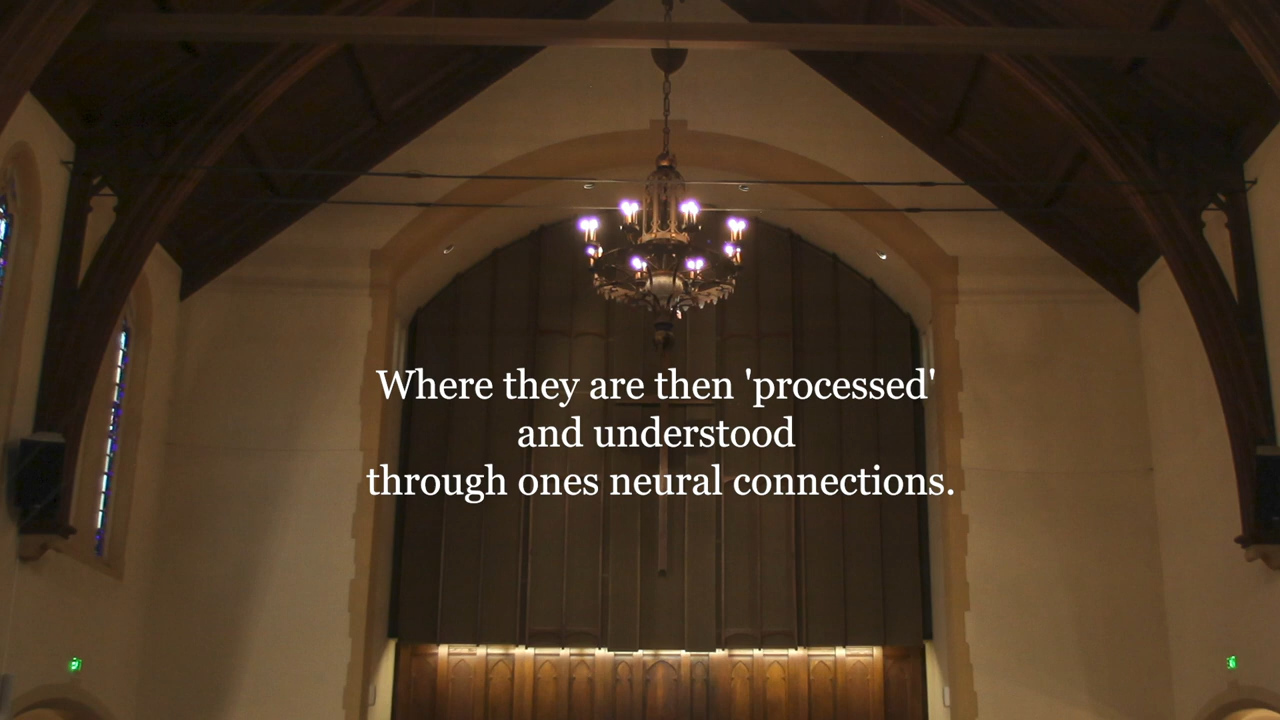 Where they are then 'processed'
and understood
through ones neural connections.